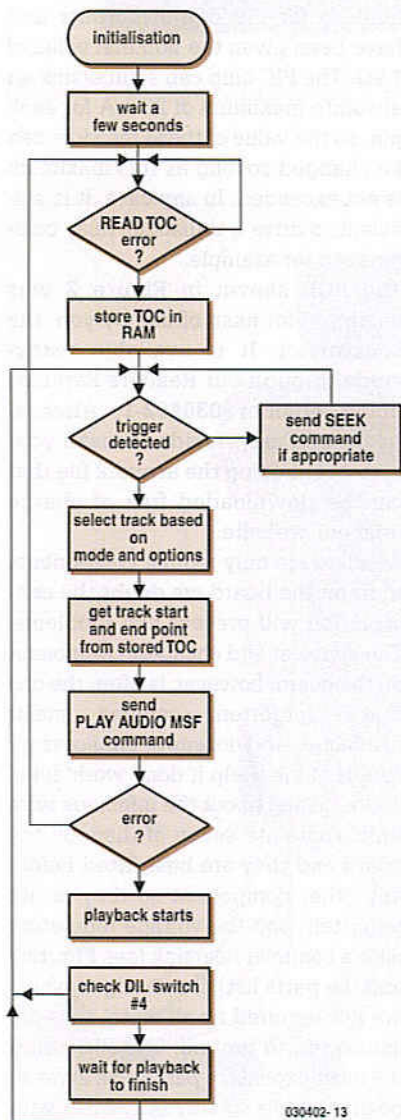 initialisation
wait a
few seconds
READ TOC
error
?
store TOC in
RAM
trigger
detected?
?
send SEEK
command
if appropriate
select track based
on
mode and options
get track start
and end point
from stored TOC
send
PLAY AUDIO MSF
command
error
?
playback starts
check DIL switch
#4
wait for playback
to finish
030402-13